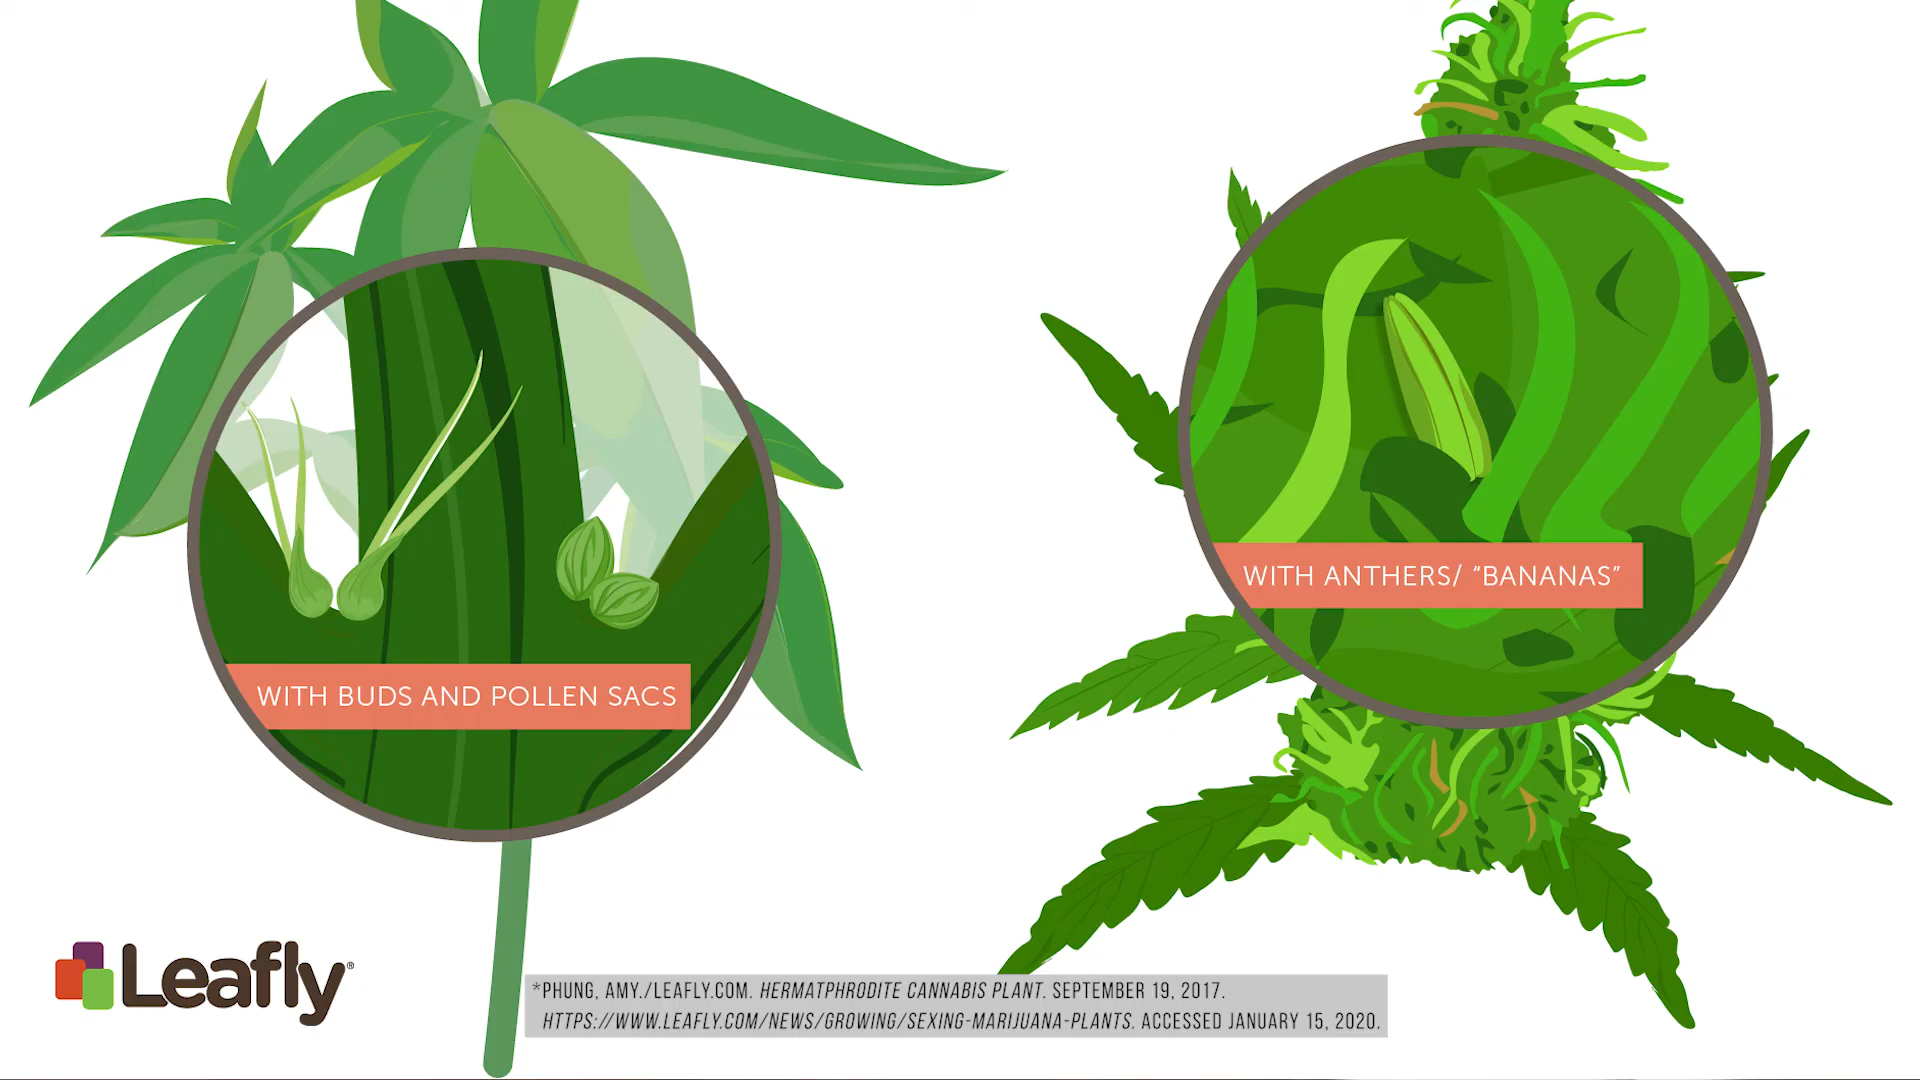 WITH ANTHERS/ “BANANAS”
WITH BUDS AND POLLEN SACS
Leafly®
*PHUNG, AMY./LEAFLY.COM. HERMATPHRODITE CANNABIS PLANT. SEPTEMBER 19, 2017.
HTTPS://WWW.LEAFLY.COM/NEWS/GROWING/SEXING-MARIJUANA-PLANTS. ACCESSED JANUARY 15, 2020.